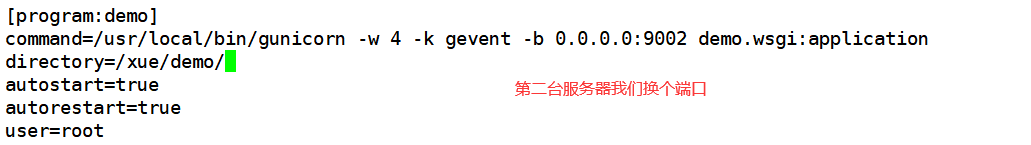 [program:demo]
command=/usr/local/bin/gunicorn -w 4 -k gevent -b 0.0.0.0:9002 demo.wsgi:application
directory=/xue/demo/
autostart=true
第二台服务器我们换个端口
autorestart=true
user=root